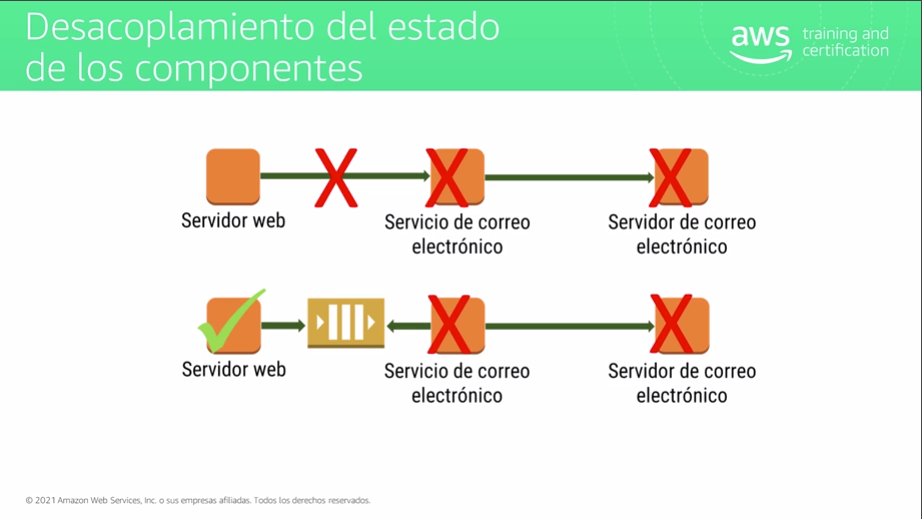 Desacoplamiento del estado
de los componentes
aws
training and
certification
Servidor web
Servicio de correo
electrónico
Servidor de correo
electrónico
Servidor web
Servicio de correo
electrónico
Servidor de correo
electrónico
© 2021 Amazon Web Services, Inc. o sus empresas afiliadas. Todos los derechos reservados.